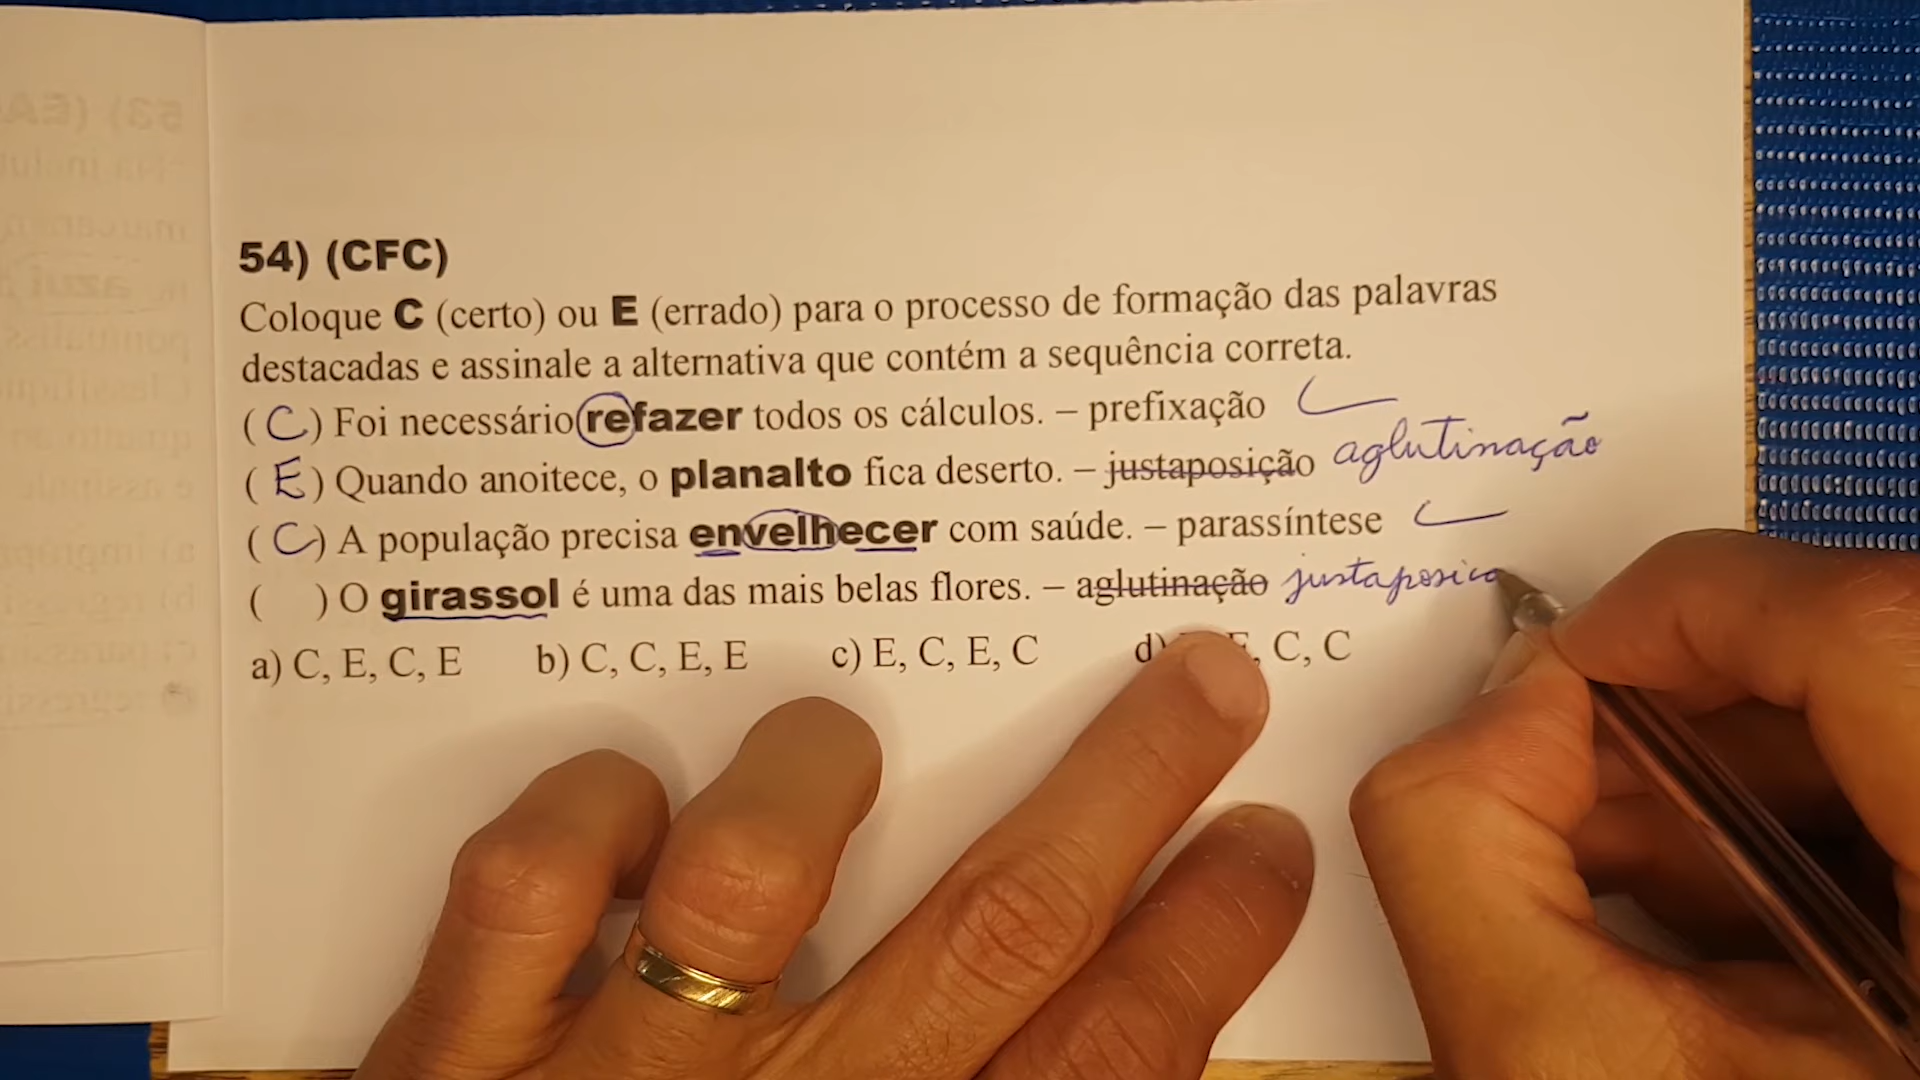 54) (CFC)
Coloque C (certo) ou E (errado) para o processo de formação das palavras
destacadas e assinale a alternativa que contém a sequência correta.
(C) Foi necessário refazer todos os cálculos. – prefixação
(E) Quando anoitece, o planalto fica deserto. – justaposição aglutinação
(C) A população precisa envelhecer com saúde. – parassíntese
( ) O girassol é uma das mais belas flores. – aglutinação justaposico
a) C, E, C, E b) C, C, E, E c) E, C, E, C d) E, C, C